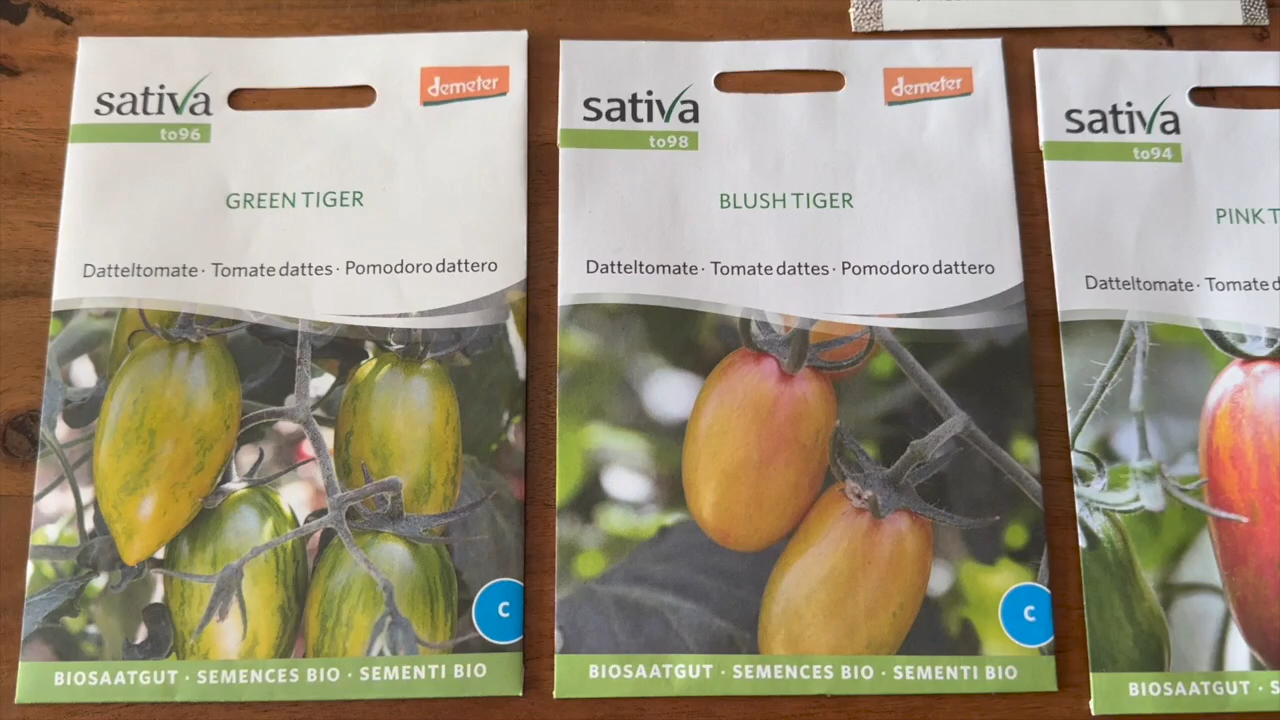 sativa
demeter
to96
GREEN TIGER
Datteltomate · Tomate dattes · Pomodoro dattero
C
BIOSAATGUT · SEMENCES BIO · SEMENTI BIO
sativa
demeter
to98
BLUSH TIGER
Datteltomate · Tomate dattes · Pomodoro dattero
C
BIOSAATGUT · SEMENCES BIO · SEMENTI BIO
sativa
to94
PINK T
Datteltomate · Tomate d
BIOSAATGUT · S